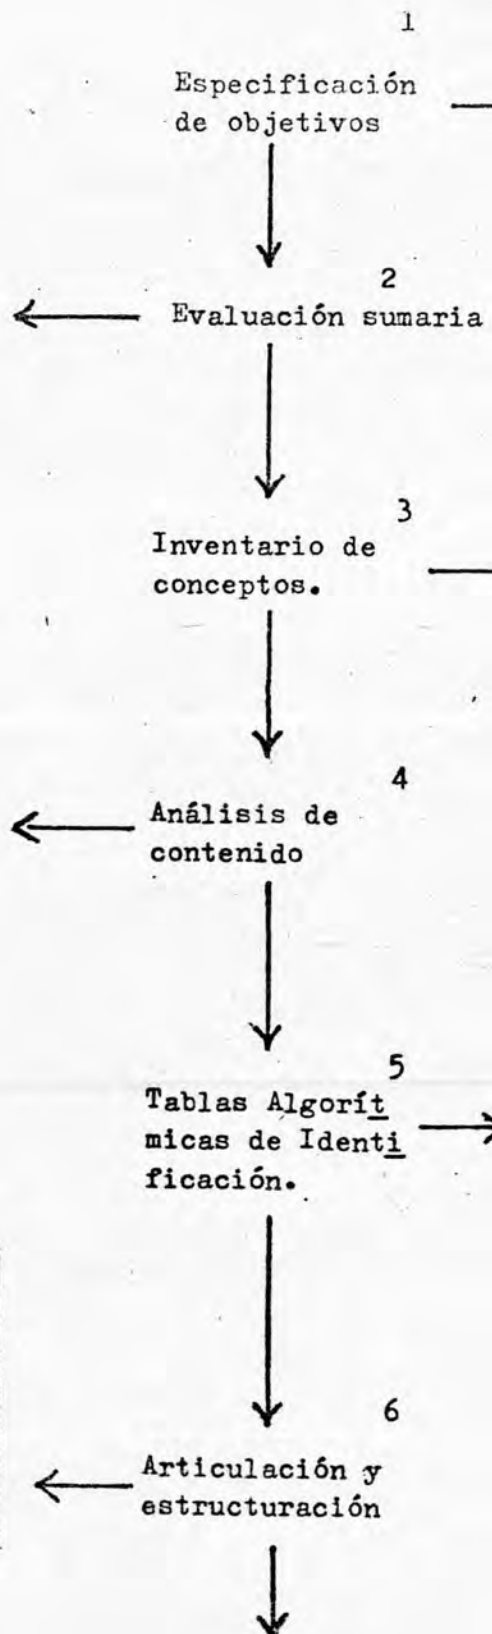 1
Especificación
de objetivos
2
Evaluación sumaria
3
Inventario de
conceptos.
4
Análisis de
contenido
5
Tablas Algorít
micas de Identi
ficación.
6
Articulación y
estructuración